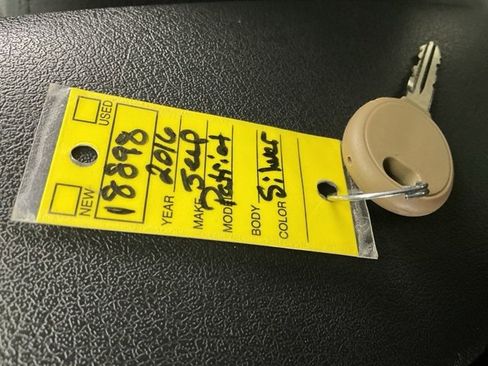 NEW USED
18898
YEAR 2016
MAKE Jeep
MODEL Patriot
BODY
COLOR Silver